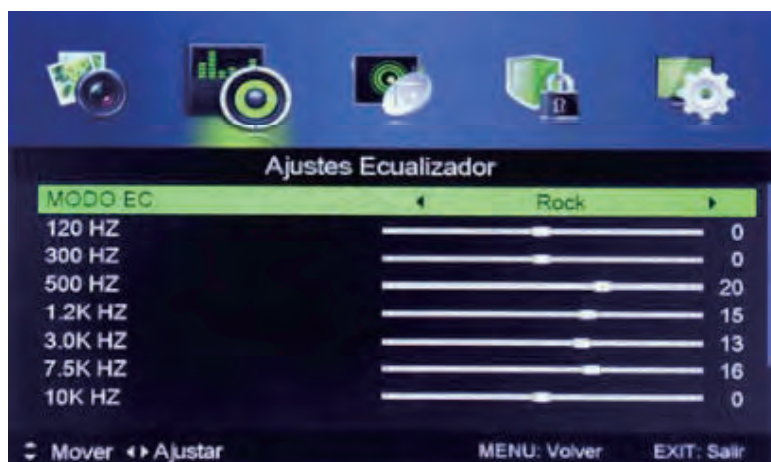 Ajustes Ecualizador
MODO EC Rock
120 HZ 0
300 HZ 0
500 HZ 20
1.2K HZ 15
3.0K HZ 13
7.5K HZ 16
10K HZ 0
Mover Ajustar MENU: Volver EXIT: Salir